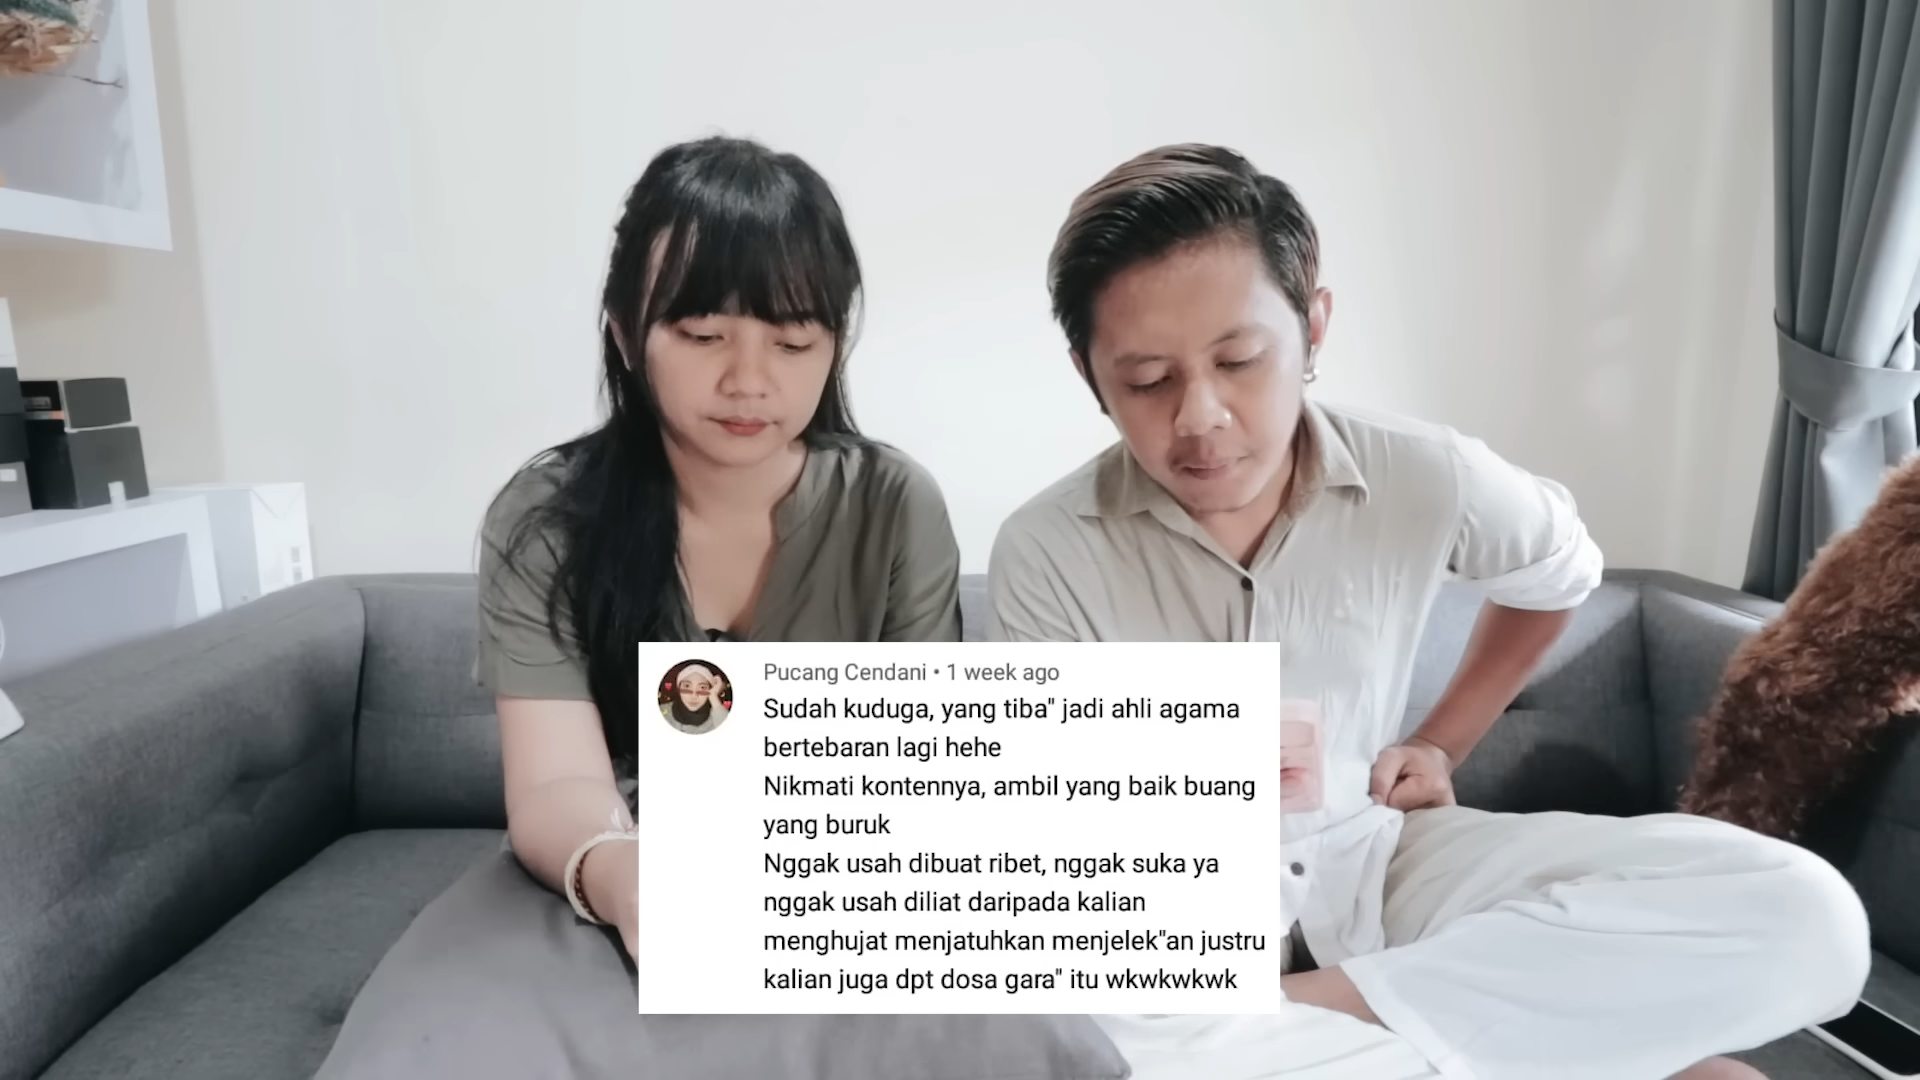 Pucang Cendani • 1 week ago
Sudah kuduga, yang tiba" jadi ahli agama
bertebaran lagi hehe
Nikmati kontennya, ambil yang baik buang
yang buruk
Nggak usah dibuat ribet, nggak suka ya
nggak usah diliat daripada kalian
menghujat menjatuhkan menjelek"an justru
kalian juga dpt dosa gara" itu wkwkwkwk